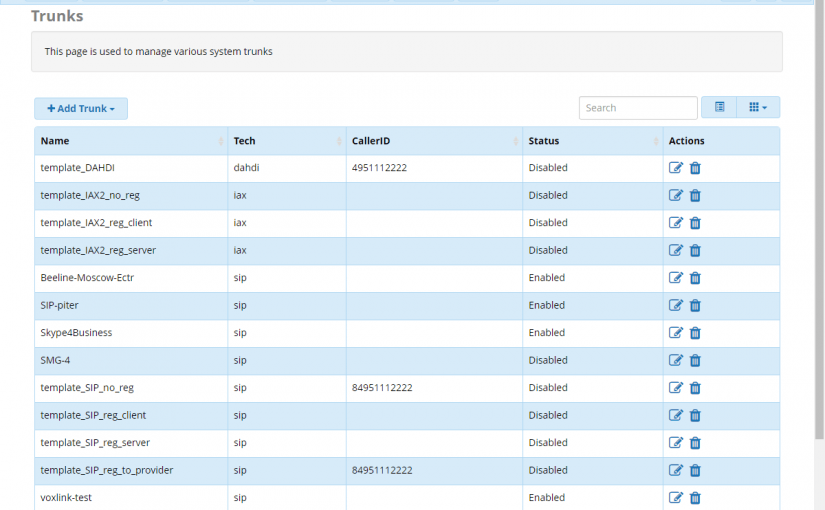 Trunks
This page is used to manage various system trunks
Add Trunk
Search
Name Tech CallerID Status Actions
template_DAHDI dahdi 4951112222 Disabled
template_IAX2_no_reg iax Disabled
template_IAX2_reg_client iax Disabled
template_IAX2_reg_server iax Disabled
Beeline-Moscow-Ectr sip Enabled
SIP-piter sip Enabled
Skype4Business sip Enabled
SMG-4 sip Disabled
template_SIP_no_reg sip 84951112222 Disabled
template_SIP_reg_client sip Disabled
template_SIP_reg_server sip Disabled
template_SIP_reg_to_provider sip 84951112222 Disabled
voxlink-test sip Enabled